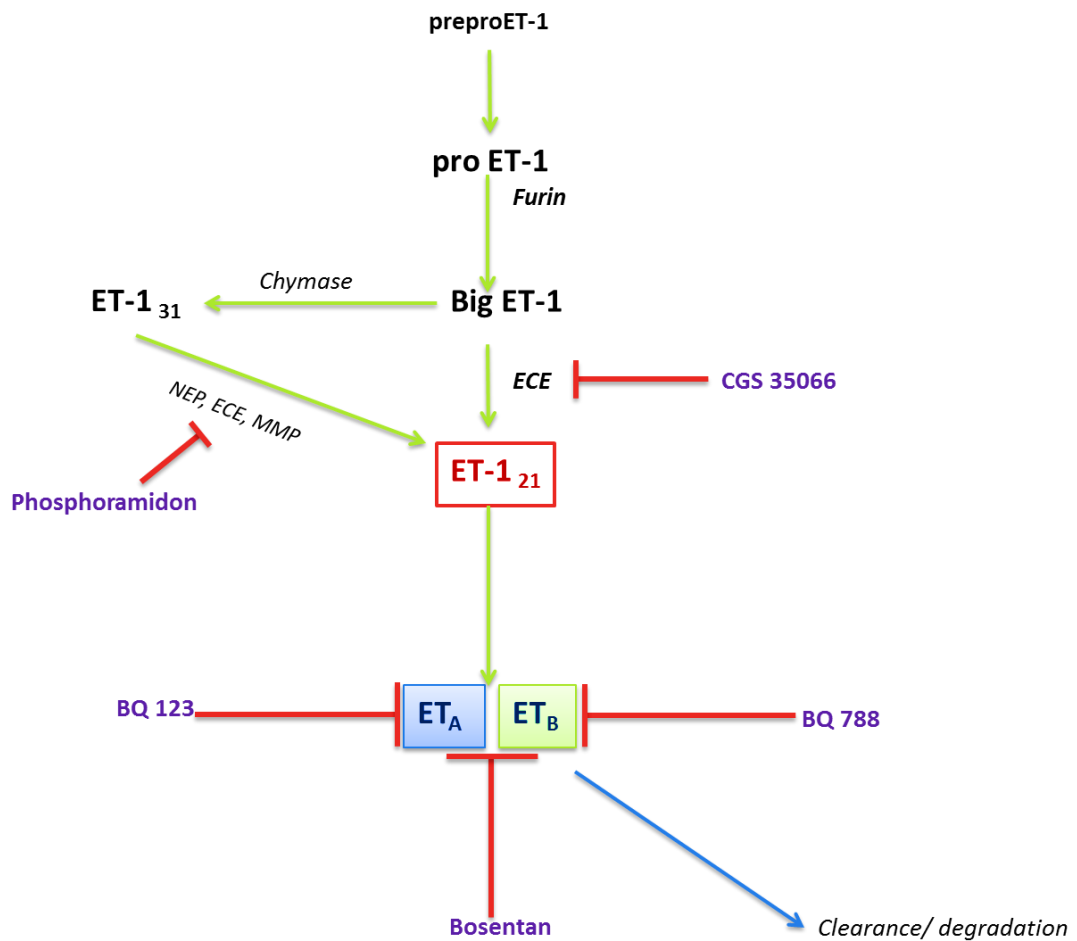 preproET-1
pro ET-1
Furin
Chymase
ET-1 31
Big ET-1
ECE
CGS 35066
NEP, ECE, MMP
ET-1 21
Phosphoramidon
BQ 123
ETA
ETB
BQ 788
Bosentan
Clearance/ degradation